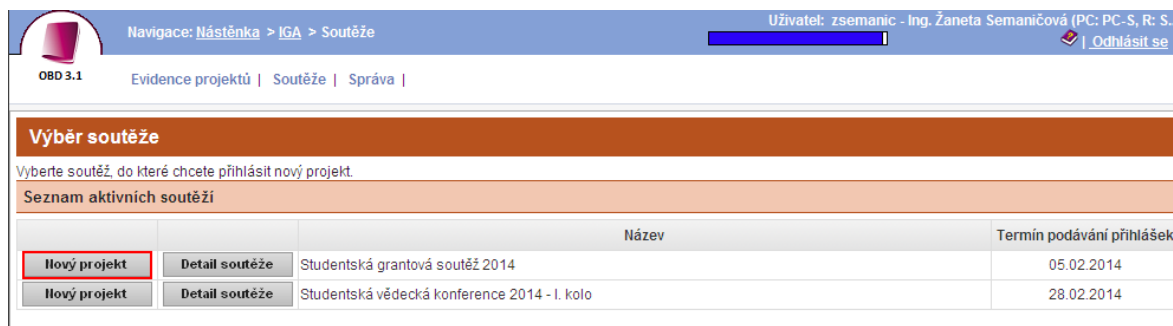 Navigace: Nástěnka > IGA > Soutěže
Uživatel: zsemanic - Ing. Žaneta Semaničová (PC: PC-S, R: S.
| Odhlásit se
OBD 3.1
Evidence projektů | Soutěže | Správa |
Výběr soutěže
Vyberte soutěž, do které chcete přihlásit nový projekt.
Seznam aktivních soutěží
Název Termín podávání přihlášek
Nový projekt Detail soutěže Studentská grantová soutěž 2014 05.02.2014
Nový projekt Detail soutěže Studentská vědecká konference 2014 - I. kolo 28.02.2014